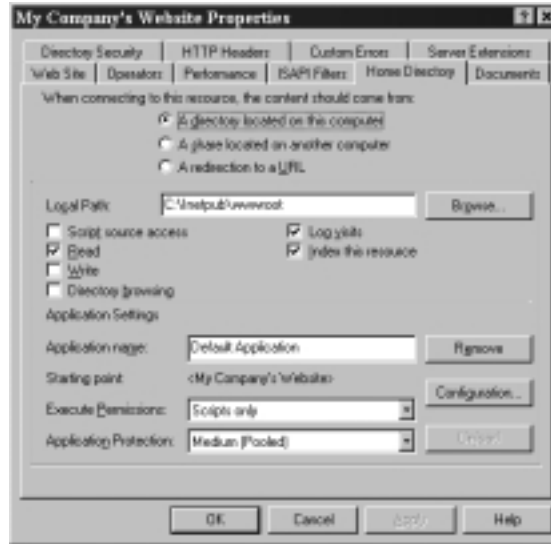 My Company's Website Properties
Directory Security HTTP Headers Custom Errors Server Extensions
Web Site Operators Performance ISAPI Filters Home Directory Documents
When connecting to this resource, the content should come from:
A directory located on this computer
A share located on another computer
A redirection to a URL
Local Path: C:\Inetpub\wwwroot Browse...
Script source access Log visits
Read Index this resource
Write
Directory browsing
Application Settings
Application name: Default Application Remove
Starting point: <My Company's Website>
Configuration...
Execute Permissions: Scripts only
Application Protection: Medium (Pooled) Unload
OK Cancel Apply Help